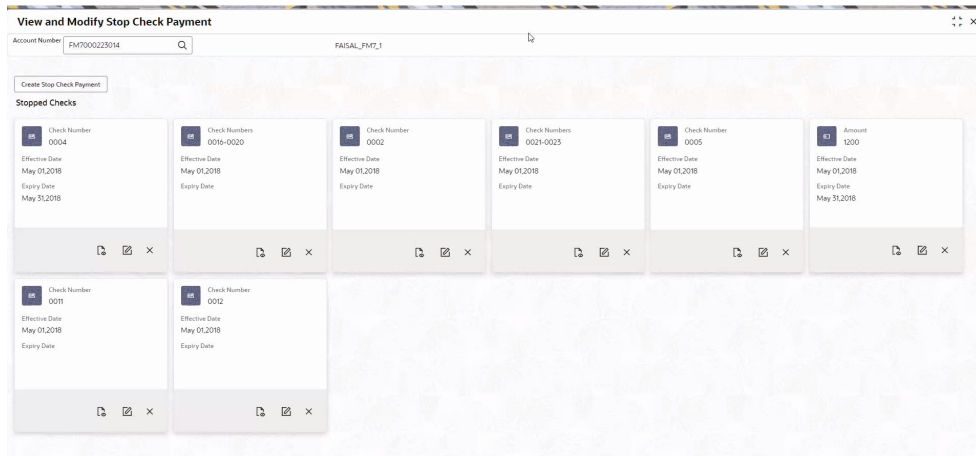 View and Modify Stop Check Payment
Account Number FM7000223014 FAISAL_FM7_1
Create Stop Check Payment
Stopped Checks
Check Number
0004
Effective Date
May 01,2018
Expiry Date
May 31,2018
Check Numbers
0016-0020
Effective Date
May 01,2018
Expiry Date
Check Number
0002
Effective Date
May 01,2018
Expiry Date
Check Numbers
0021-0023
Effective Date
May 01,2018
Expiry Date
Check Number
0005
Effective Date
May 01,2018
Expiry Date
Amount
1200
Effective Date
May 01,2018
Expiry Date
May 31,2018
Check Number
0011
Effective Date
May 01,2018
Expiry Date
Check Number
0012
Effective Date
May 01,2018
Expiry Date